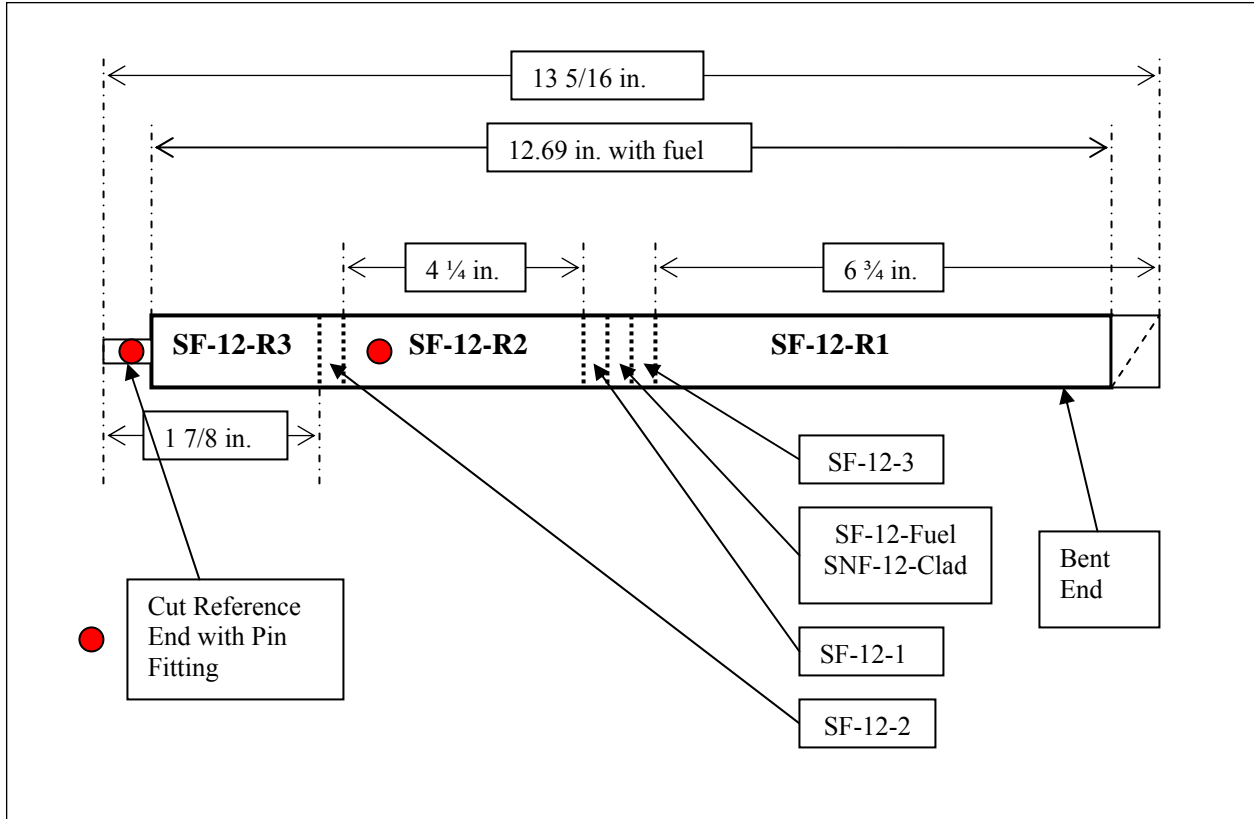 13 5/16 in.
12.69 in. with fuel
4 ¼ in.
6 ¾ in.
SF-12-R3
SF-12-R2
SF-12-R1
1 7/8 in.
SF-12-3
SF-12-Fuel
SNF-12-Clad
Bent
End
Cut Reference
End with Pin
Fitting
SF-12-1
SF-12-2